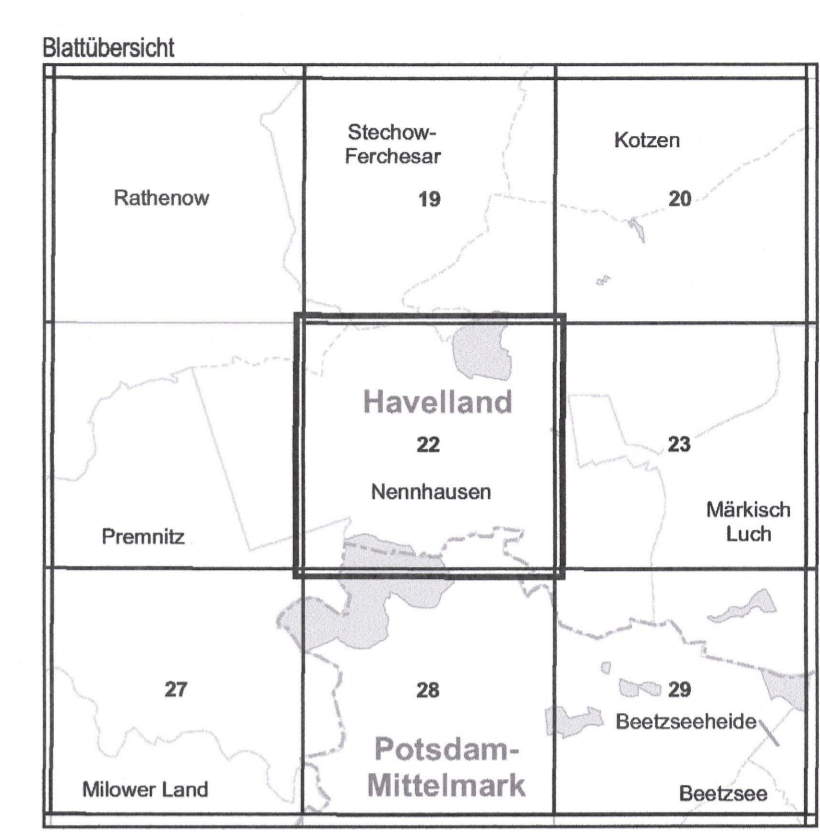 Blattübersicht
Stechow-
Ferchesar
19
Kotzen
20
Rathenow
Havelland
22
Nennhausen
23
Märkisch
Luch
Premnitz
27
Milower Land
28
Potsdam-
Mittelmark
29
Beetzseeheide
Beetzsee